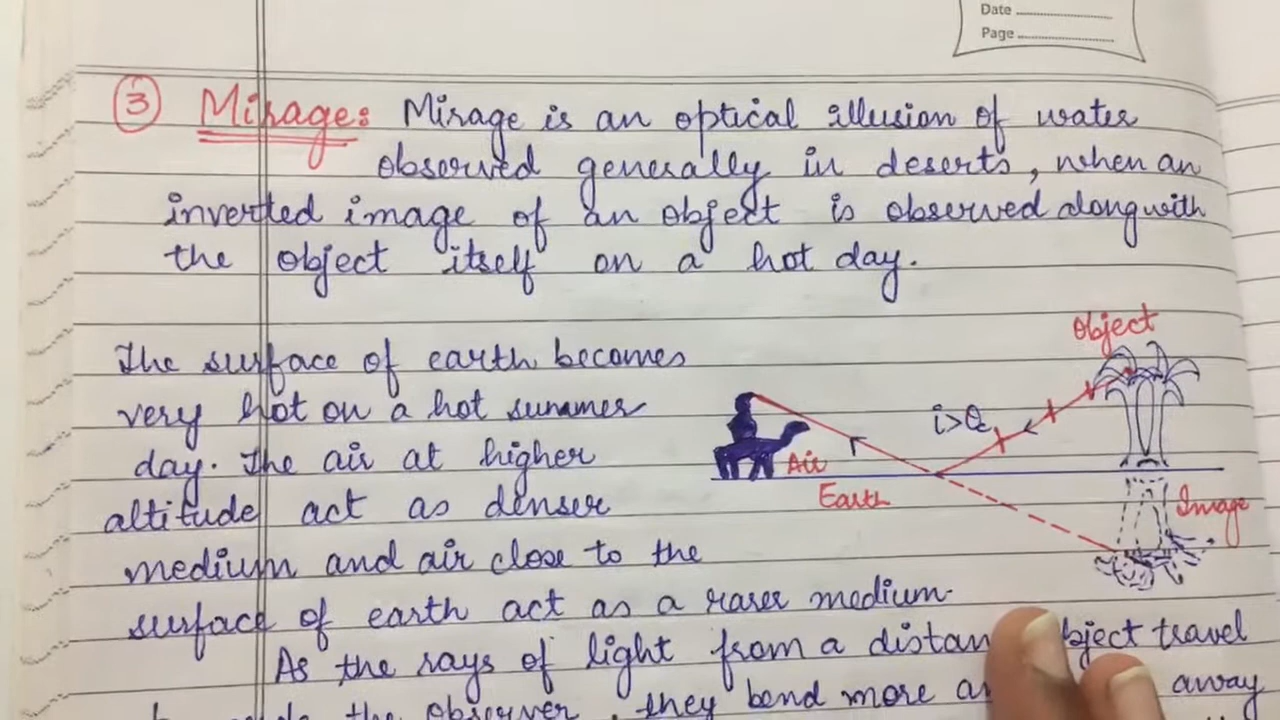 Date
Page
③ Mirage: Mirage is an optical illusion of water
observed generally in deserts, when an
inverted image of an object is observed along with
the object itself on a hot day.
The surface of earth becomes
very hot on a hot summer
day. The air at higher
altitude act as denser
medium and air close to the
surface of earth act as a rarer medium.
Object
i>θc
Air
Earth
Image
As the rays of light from a distan bject travel
the observer, they bend more a away